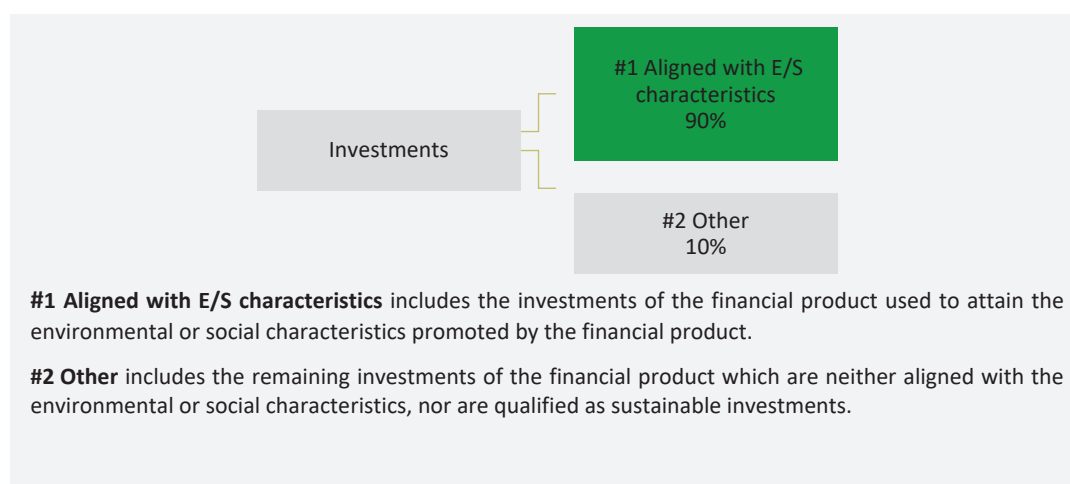 #1 Aligned with E/S
characteristics
90%
Investments
#2 Other
10%
#1 Aligned with E/S characteristics includes the investments of the financial product used to attain the
environmental or social characteristics promoted by the financial product.
#2 Other includes the remaining investments of the financial product which are neither aligned with the
environmental or social characteristics, nor are qualified as sustainable investments.